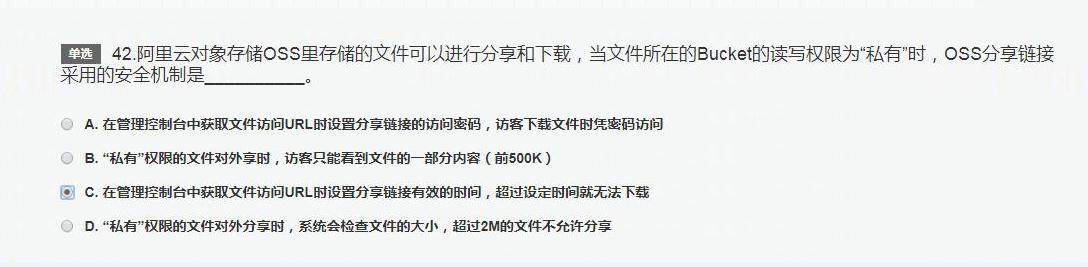 单选 42.阿里云对象存储OSS里存储的文件可以进行分享和下载，当文件所在的Bucket的读写权限为“私有”时，OSS分享链接
采用的安全机制是___________。
A. 在管理控制台中获取文件访问URL时设置分享链接的访问密码，访客下载文件时凭密码访问
B. “私有”权限的文件对外享时，访客只能看到文件的一部分内容（前500K）
C. 在管理控制台中获取文件访问URL时设置分享链接有效的时间，超过设定时间就无法下载
D. “私有”权限的文件对外分享时，系统会检查文件的大小，超过2M的文件不允许分享